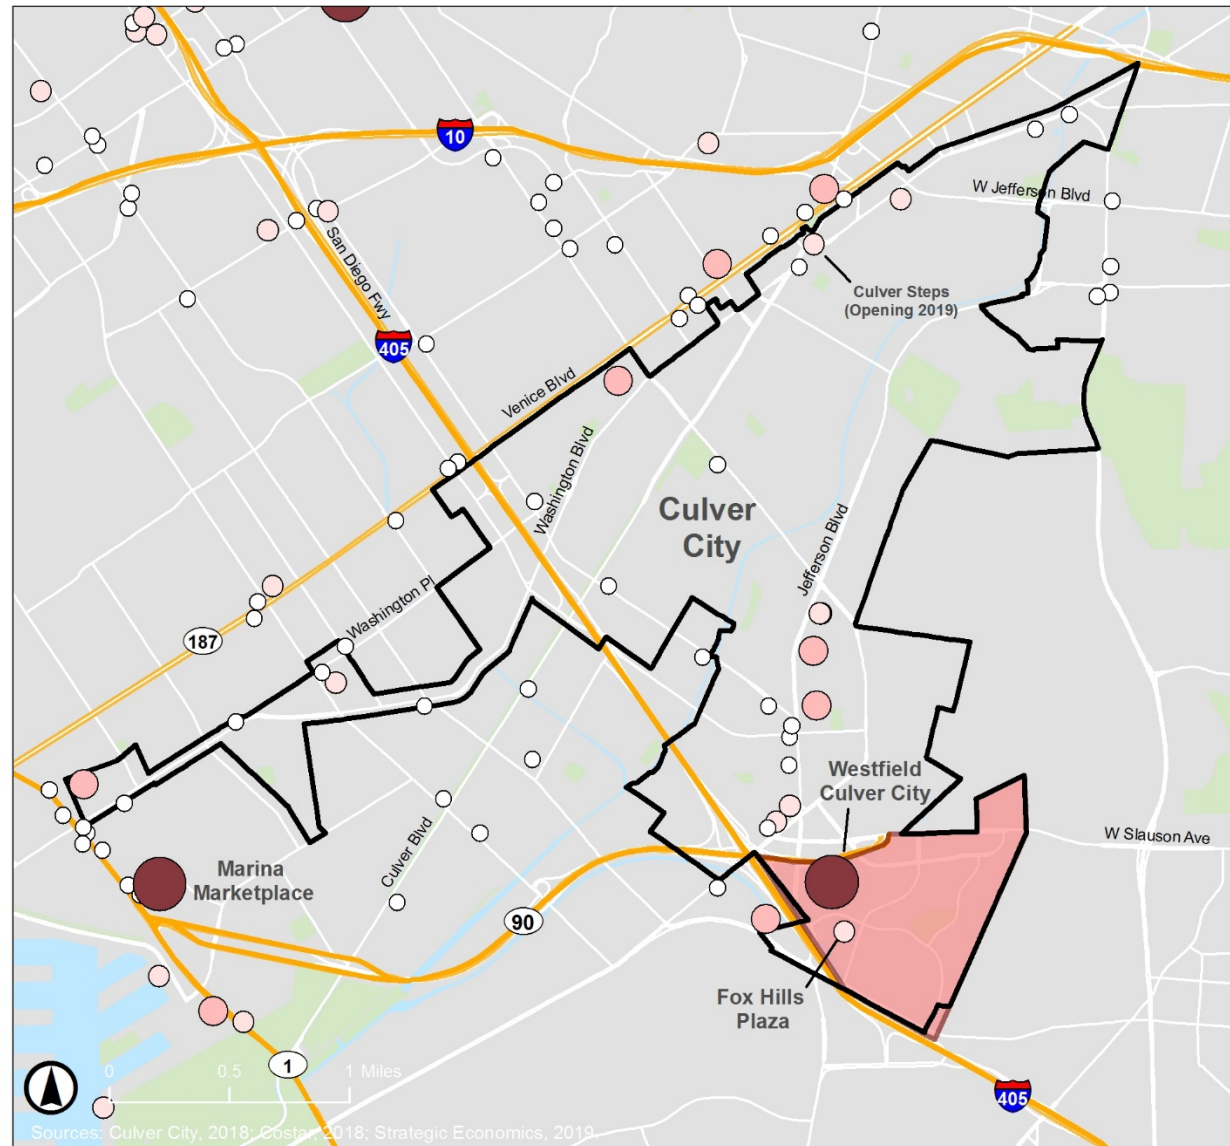 10
W Jefferson Blvd
San Diego Fwy
Culver Steps
(Opening 2019)
405
Venice Blvd
Washington Blvd
Culver
City
Jefferson Blvd
Washington Pl
187
Westfield
Culver City
W Slauson Ave
Marina
Marketplace
Culver Blvd
90
Fox Hills
Plaza
1
0 0.5 1 Miles
405
Sources: Culver City, 2018; Costar, 2018; Strategic Economics, 2019.